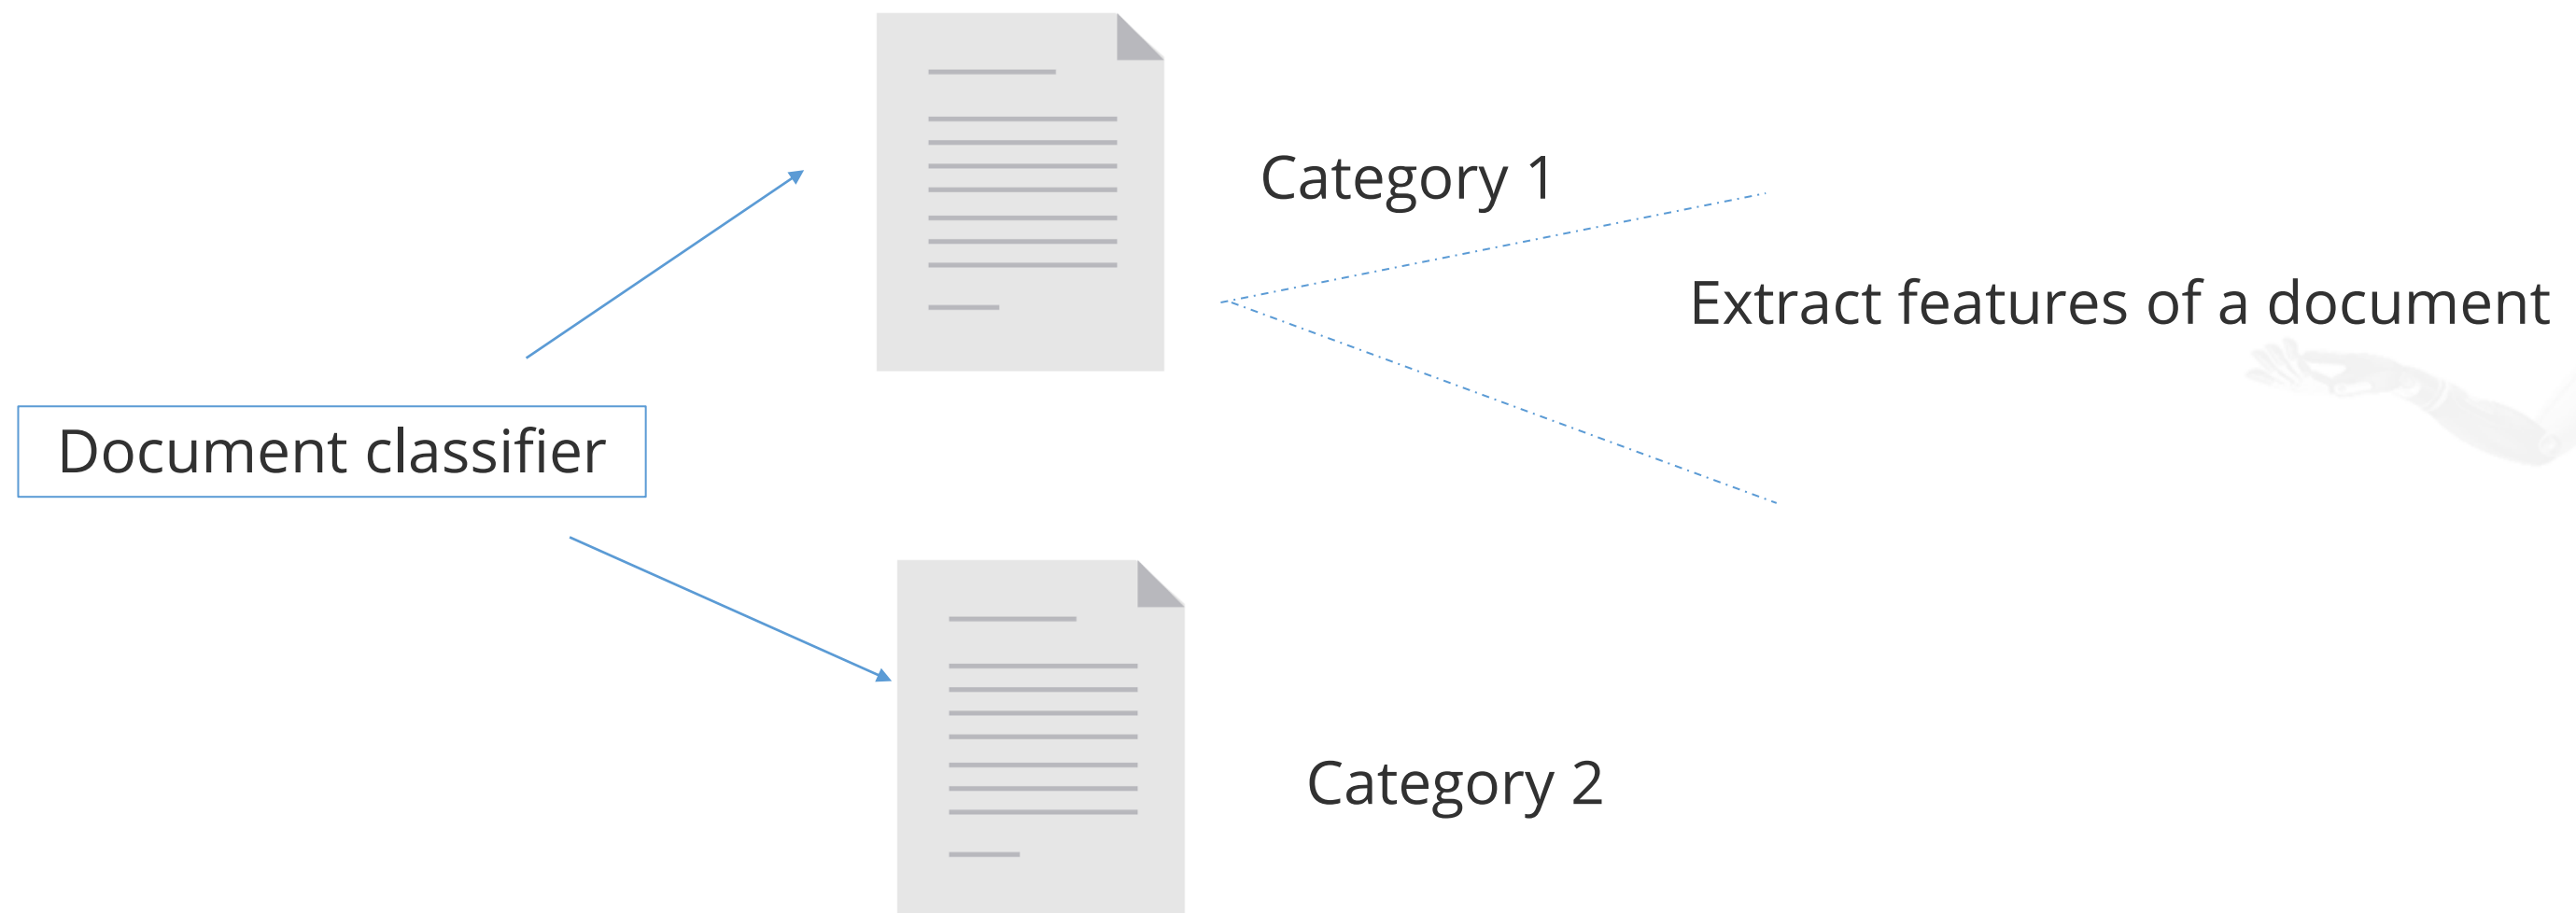 Category 1
Extract features of a document
Document classifier
Category 2